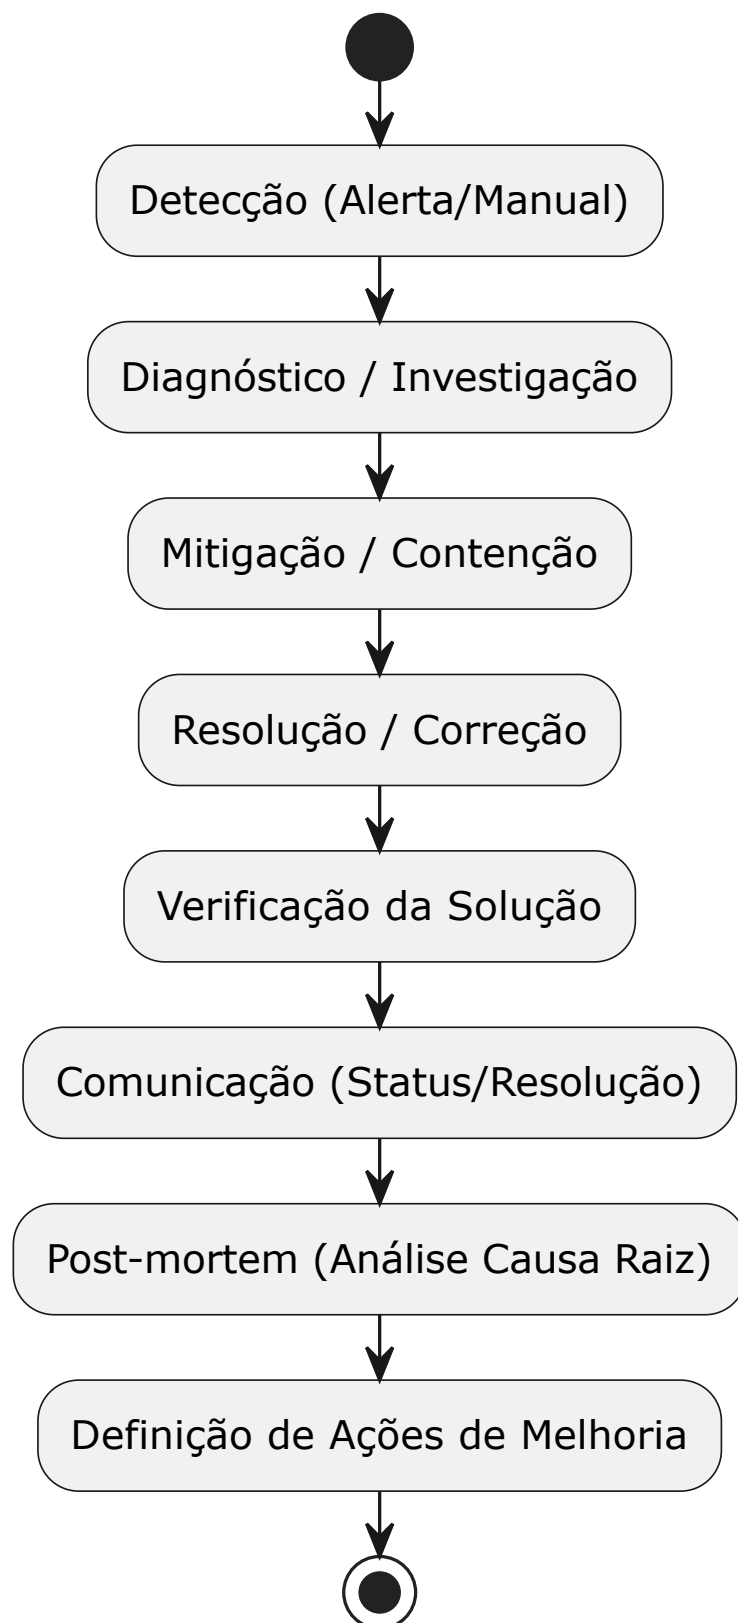 Detecção (Alerta/Manual)
Diagnóstico / Investigação
Mitigação / Contenção
Resolução / Correção
Verificação da Solução
Comunicação (Status/Resolução)
Post-mortem (Análise Causa Raiz)
Definição de Ações de Melhoria